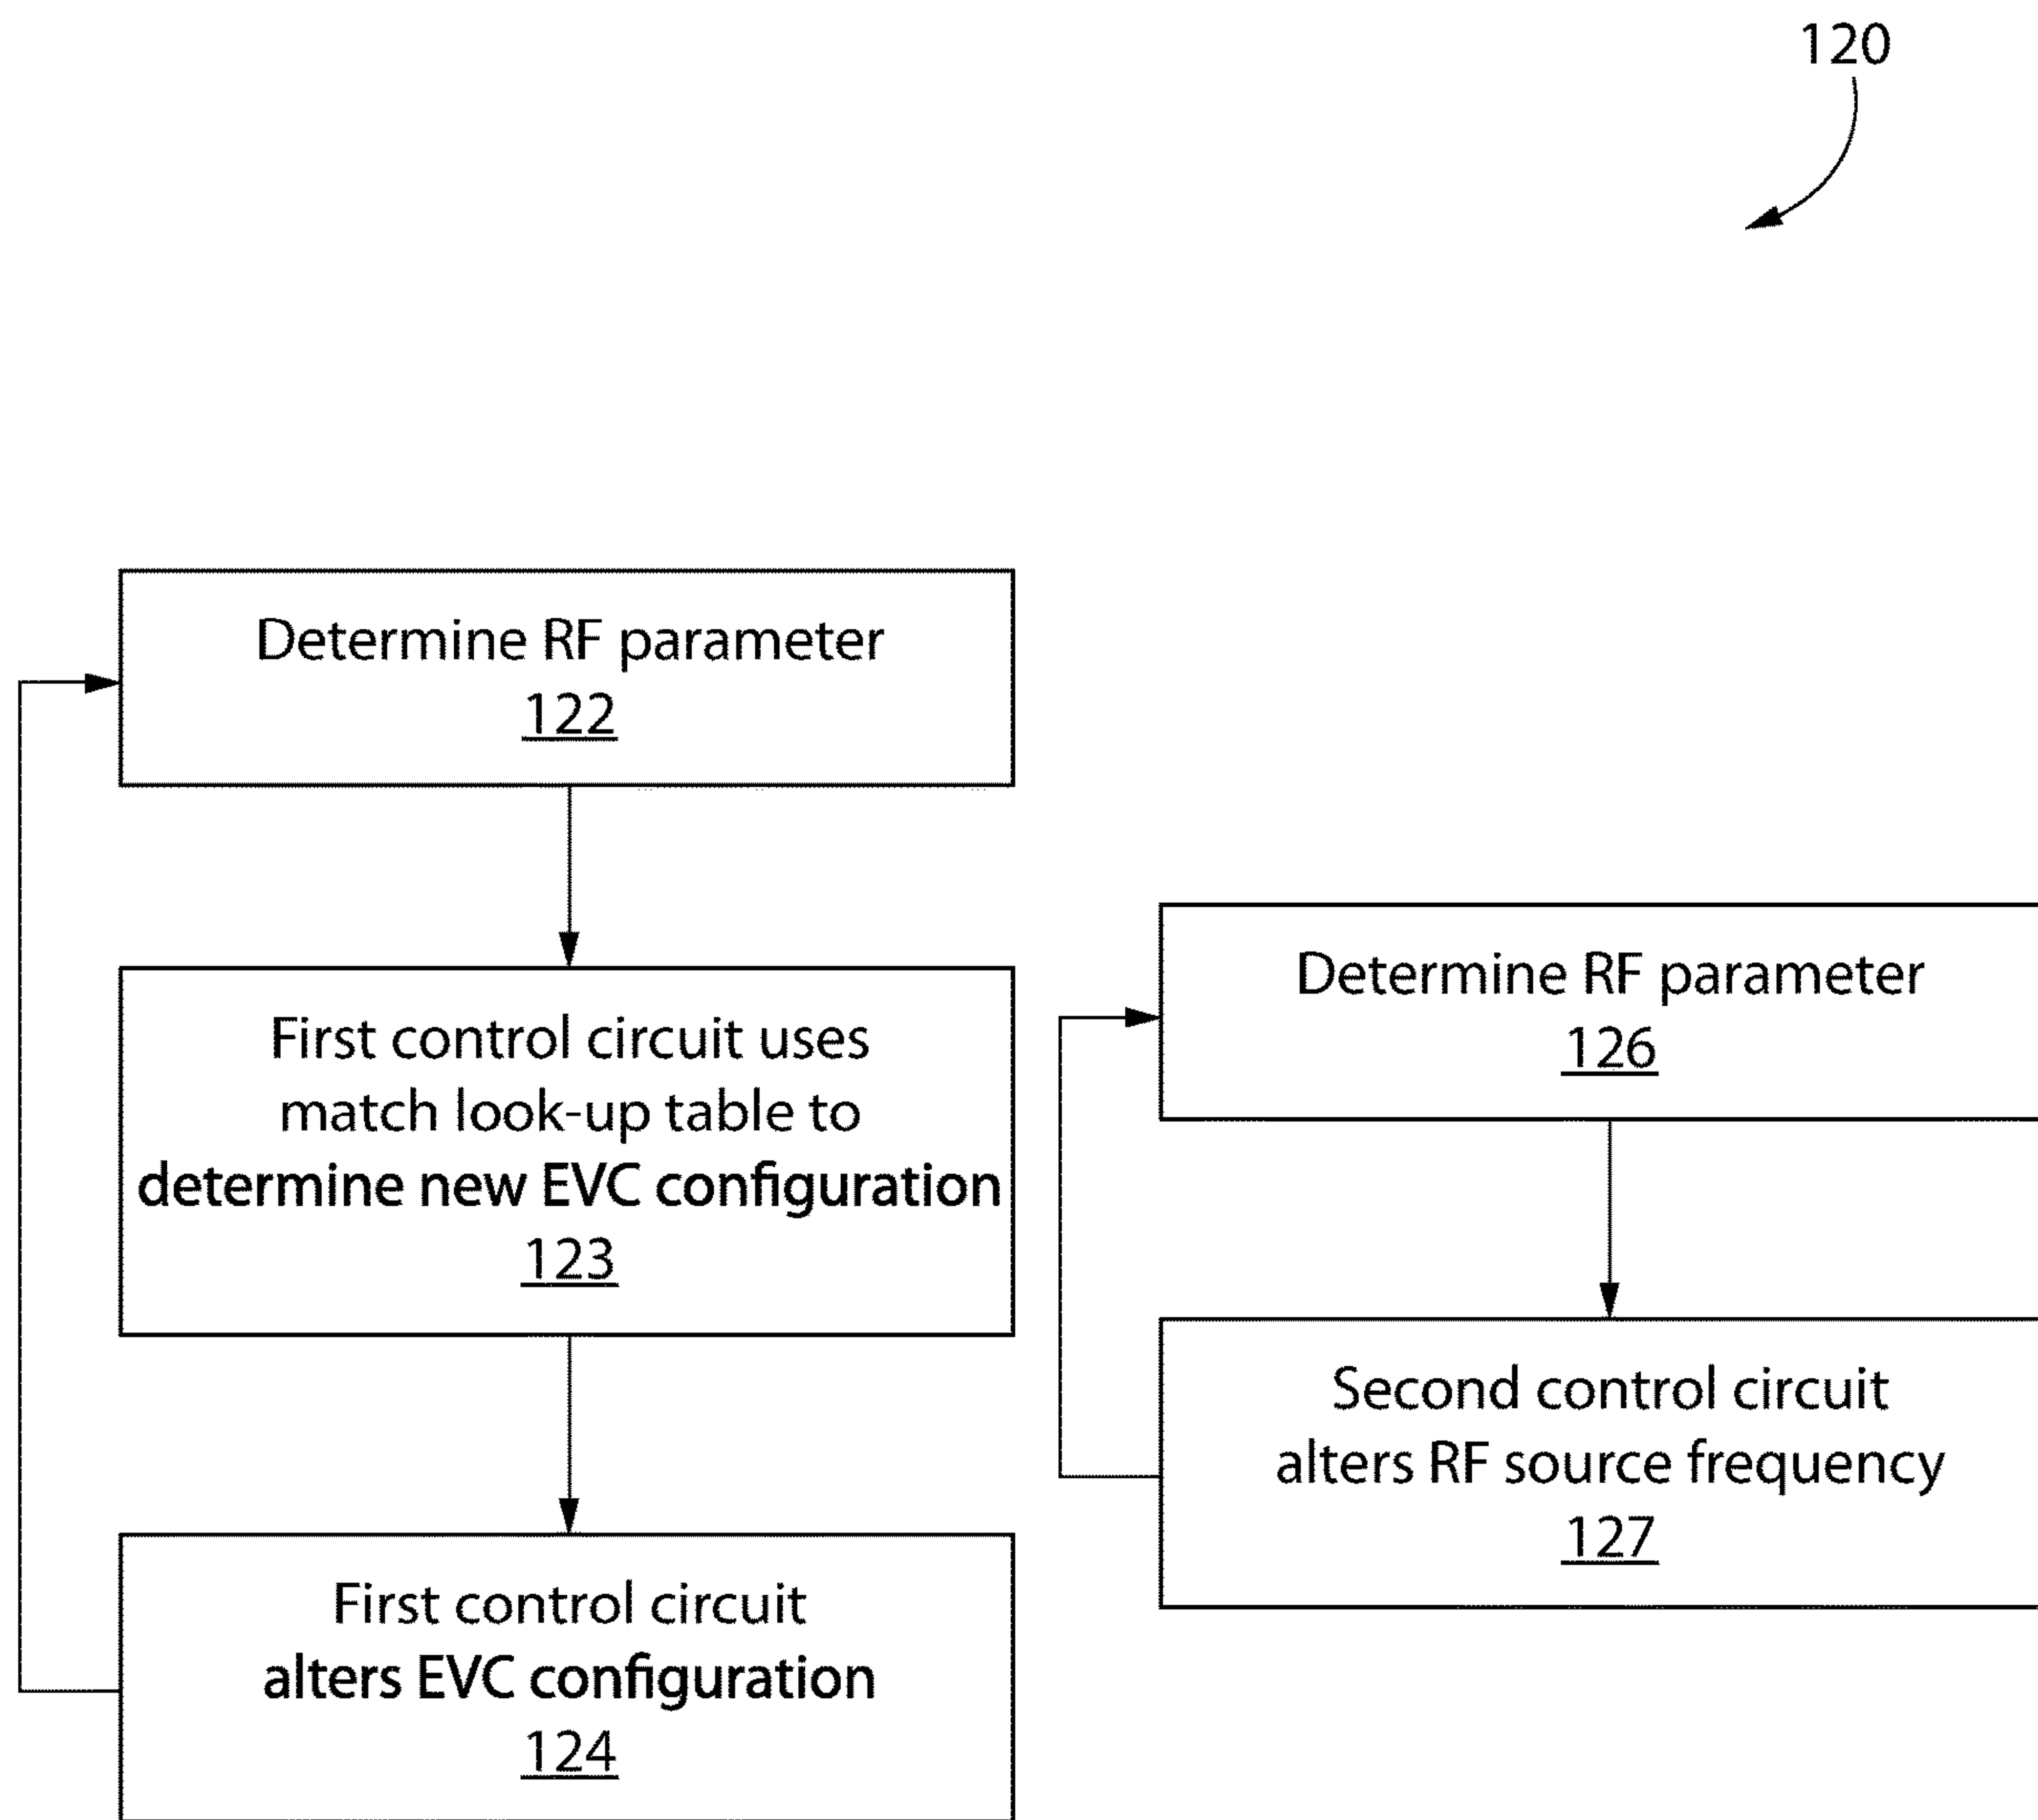 120
Determine RF parameter
122
First control circuit uses
match look-up table to
determine new EVC configuration
123
First control circuit
alters EVC configuration
124
Determine RF parameter
126
Second control circuit
alters RF source frequency
127